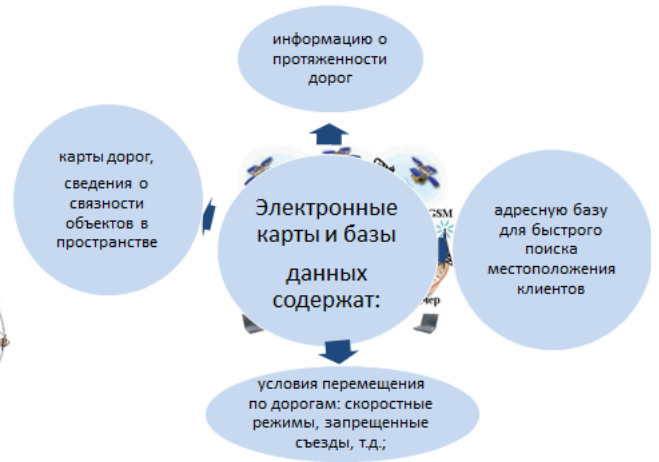 информацию о
протяженности
дорог
карты дорог,
сведения о
связности
объектов в
пространстве
Электронные
карты и базы
данных
содержат:
GSM
адресную базу
для быстрого
поиска
местоположения
клиентов
условия перемещения
по дорогам: скоростные
режимы, запрещенные
съезды, т.д.;